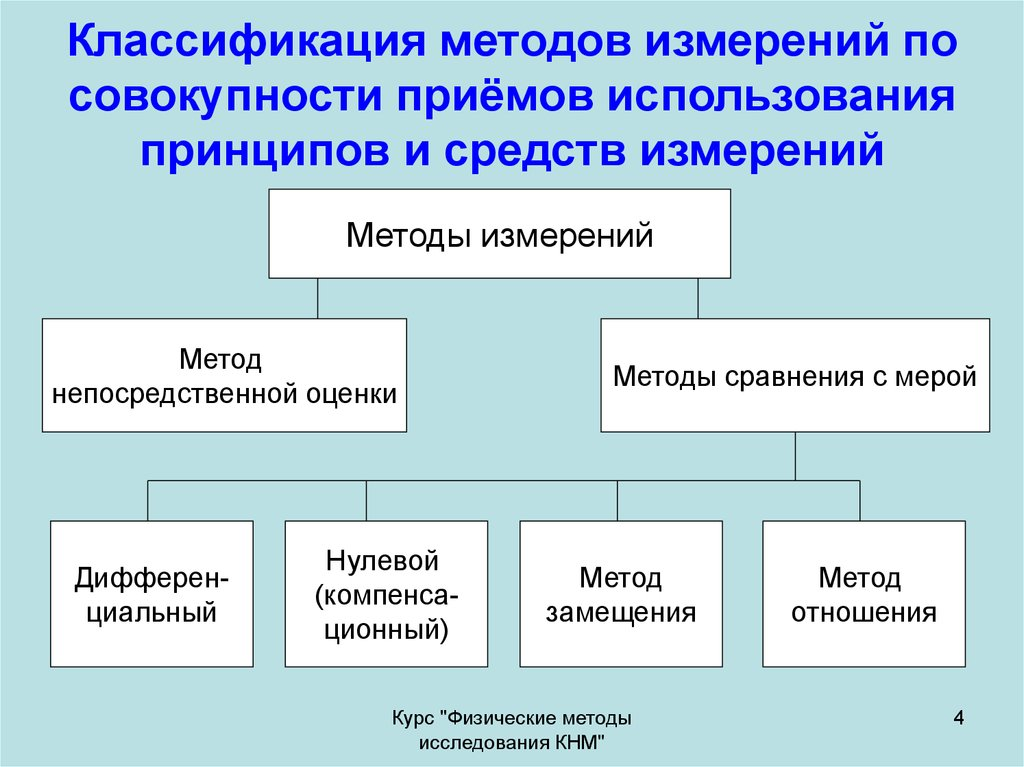 Классификация методов измерений по
совокупности приёмов использования
принципов и средств измерений
Методы измерений
Метод
непосредственной оценки
Методы сравнения с мерой
Дифферен-
циальный
Нулевой
(компенса-
ционный)
Метод
замещения
Метод
отношения
Курс "Физические методы
исследования КНМ"
4